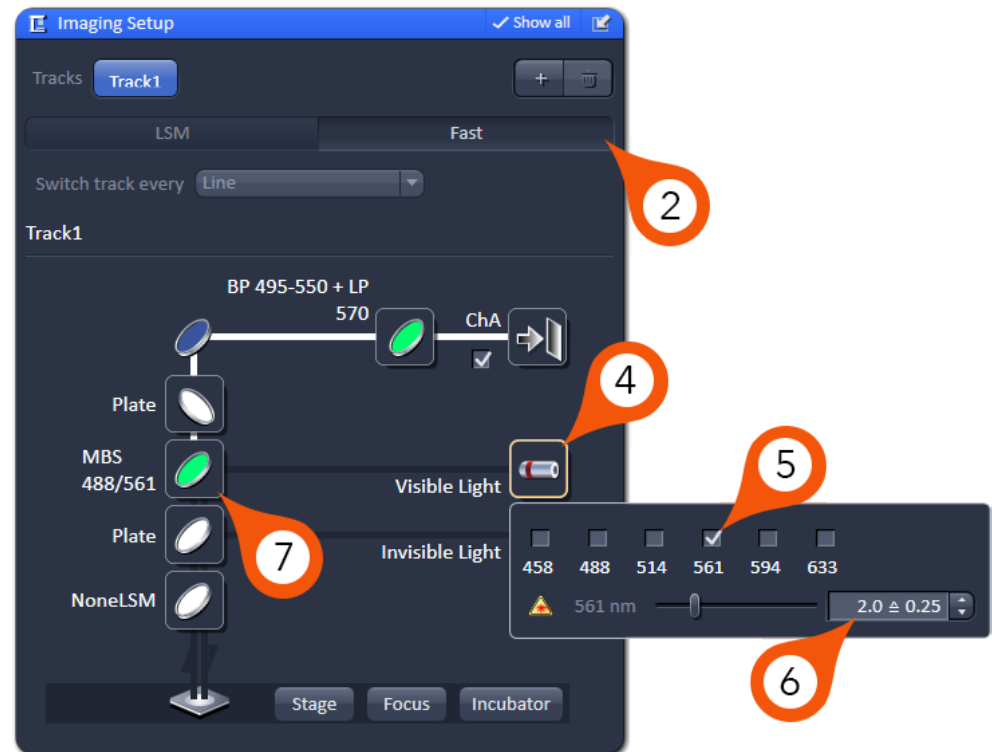 Imaging Setup
Show all
Tracks Track1 +
LSM Fast
Switch track every Line
2
Track1
BP 495-550 + LP
570
ChA
4
Plate
MBS
488/561
Visible Light
5
7
Plate
Invisible Light
458 488 514 561 594 633
NoneLSM
561 nm 2.0 ≙ 0.25
6
Stage Focus Incubator